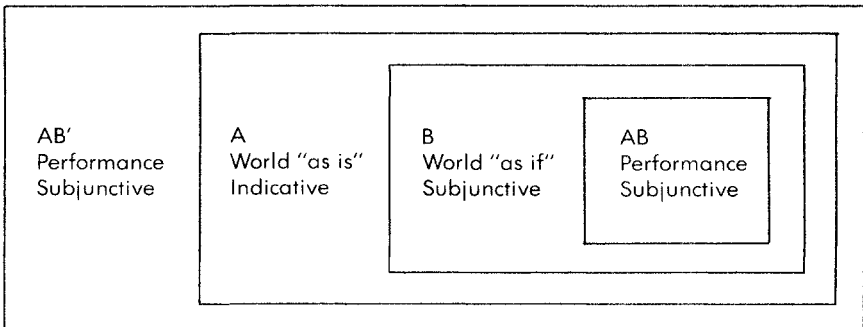 AB'
Performance
Subjunctive
A
World "as is"
Indicative
B
World "as if"
Subjunctive
AB
Performance
Subjunctive